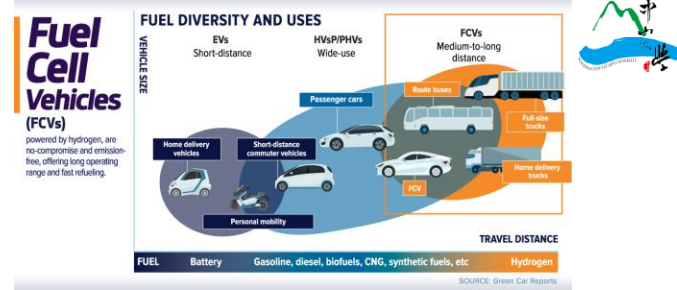 Fuel
Cell
Vehicles
(FCVs)
powered by hydrogen, are
no-compromise and emission-
free, offering long operating
range and fast refueling.
FUEL DIVERSITY AND USES
VEHICLE SIZE
EVs
Short-distance
HVsP/PHVs
Wide-use
FCVs
Medium-to-long
distance
Passenger cars
Route buses
Full-size
trucks
Home delivery
vehicles
Short-distance
commuter vehicles
Home delivery
trucks
FCV
Personal mobility
TRAVEL DISTANCE
FUEL
Battery
Gasoline, diesel, biofuels, CNG, synthetic fuels, etc
Hydrogen
SOURCE: Green Car Reports